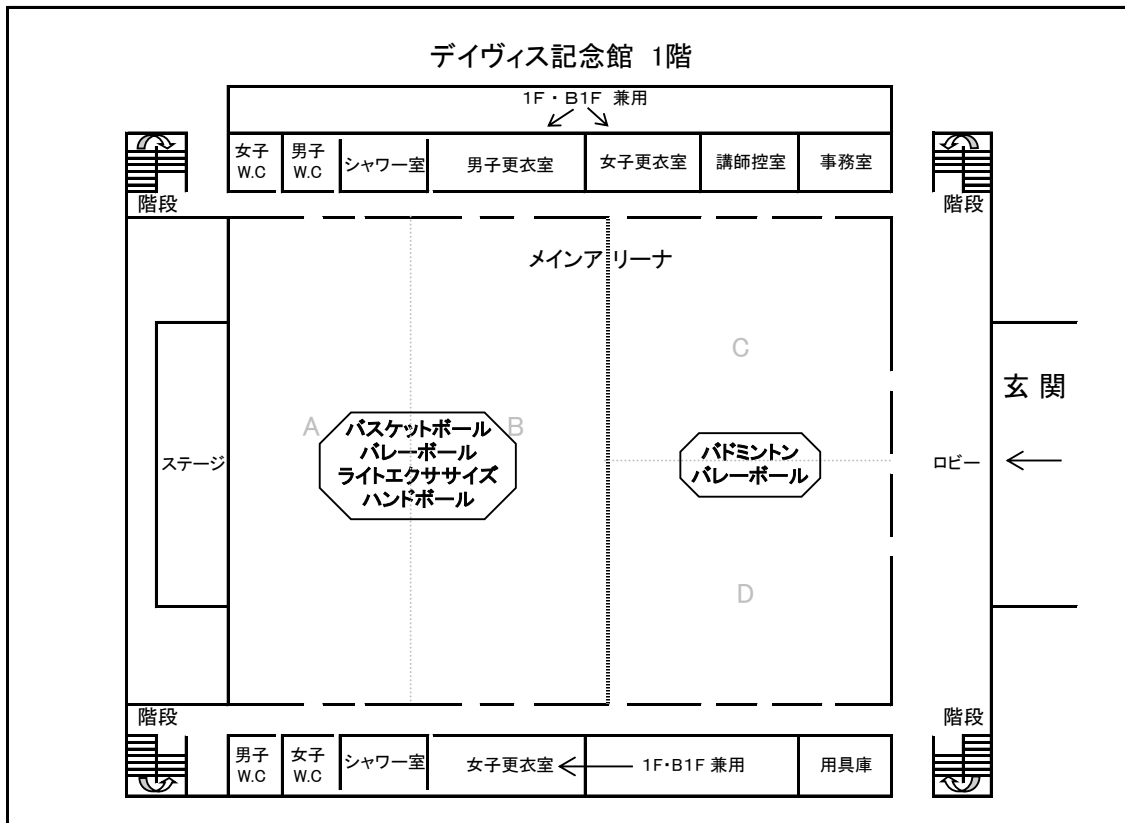 デイヴィス記念館 1階
1F・B1F 兼用
女子
W.C
男子
W.C
シャワー室
男子更衣室
女子更衣室
講師控室
事務室
階段
階段
メインアリーナ
C
玄関
A
B
バスケットボール
バレーボール
ライトエクササイズ
ハンドボール
バドミントン
バレーボール
ステージ
ロビー
D
階段
階段
男子
W.C
女子
W.C
シャワー室
女子更衣室
1F・B1F 兼用
用具庫